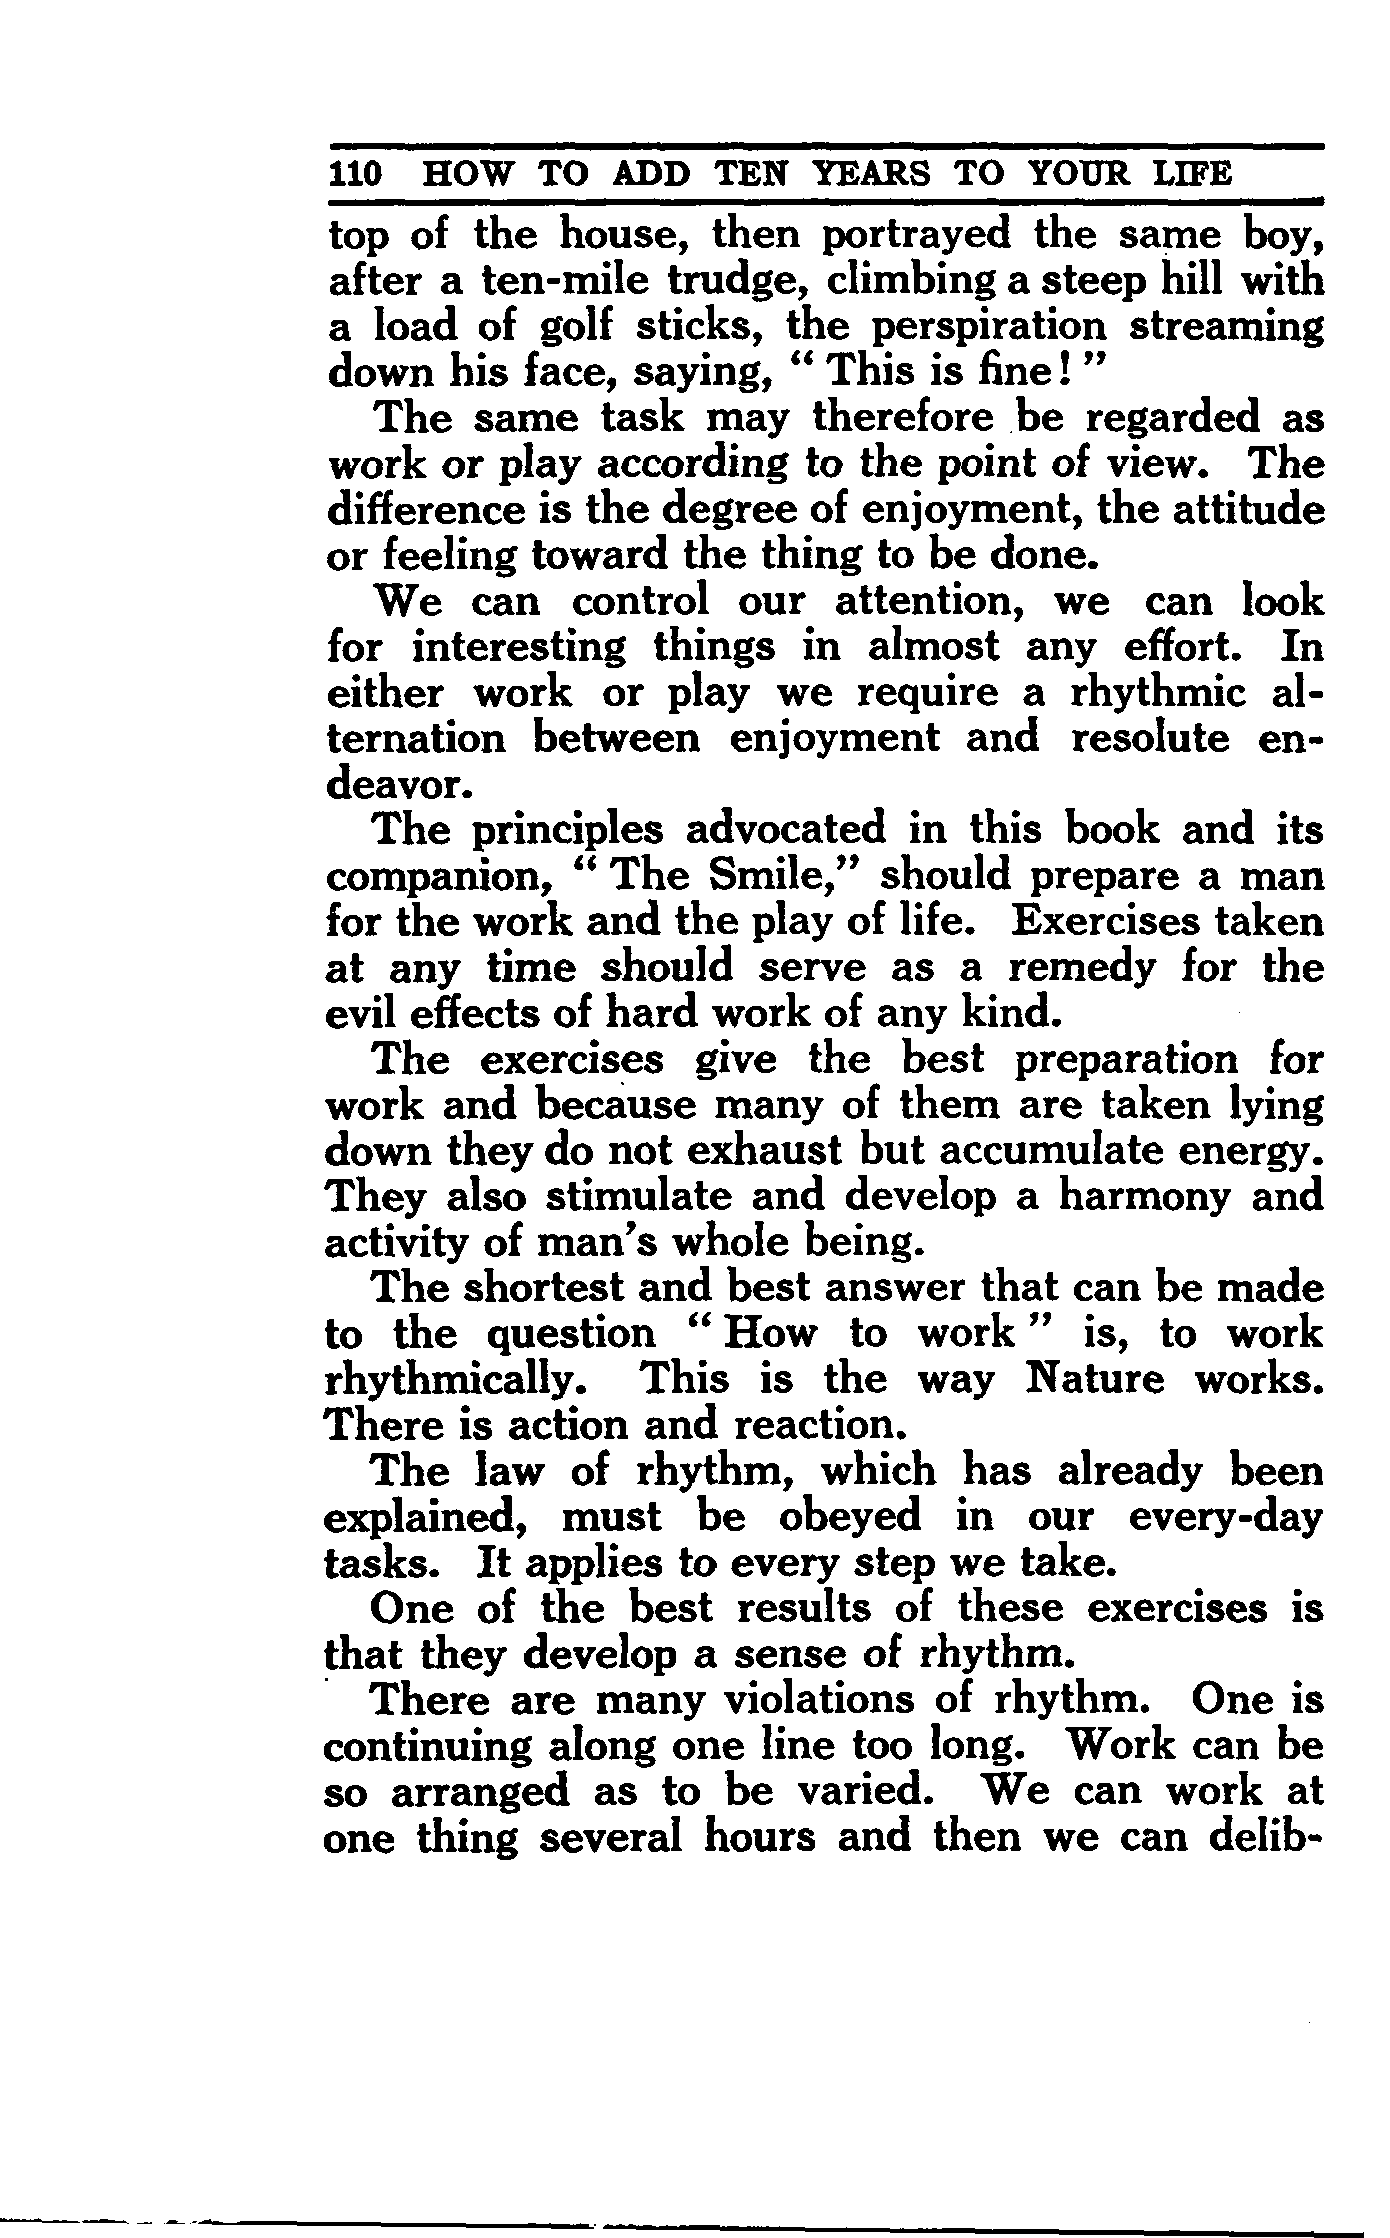 110 HOW TO ADD TEN YEARS TO YOUR LIFE
top of the house, then portrayed the same boy,
after a ten-mile trudge, climbing a steep hill with
a load of golf sticks, the perspiration streaming
down his face, saying, “ This is fine! ”
The same task may therefore be regarded as
work or play according to the point of view. The
difference is the degree of enjoyment, the attitude
or feeling toward the thing to be done.
We can control our attention, we can look
for interesting things in almost any effort. In
either work or play we require a rhythmic al-
ternation between enjoyment and resolute en-
deavor.
The principles advocated in this book and its
companion, “ The Smile,” should prepare a man
for the work and the play of life. Exercises taken
at any time should serve as a remedy for the
evil effects of hard work of any kind.
The exercises give the best preparation for
work and because many of them are taken lying
down they do not exhaust but accumulate energy.
They also stimulate and develop a harmony and
activity of man’s whole being.
The shortest and best answer that can be made
to the question “ How to work ” is, to work
rhythmically. This is the way Nature works.
There is action and reaction.
The law of rhythm, which has already been
explained, must be obeyed in our every-day
tasks. It applies to every step we take.
One of the best results of these exercises is
that they develop a sense of rhythm.
There are many violations of rhythm. One is
continuing along one line too long. Work can be
so arranged as to be varied. We can work at
one thing several hours and then we can delib-